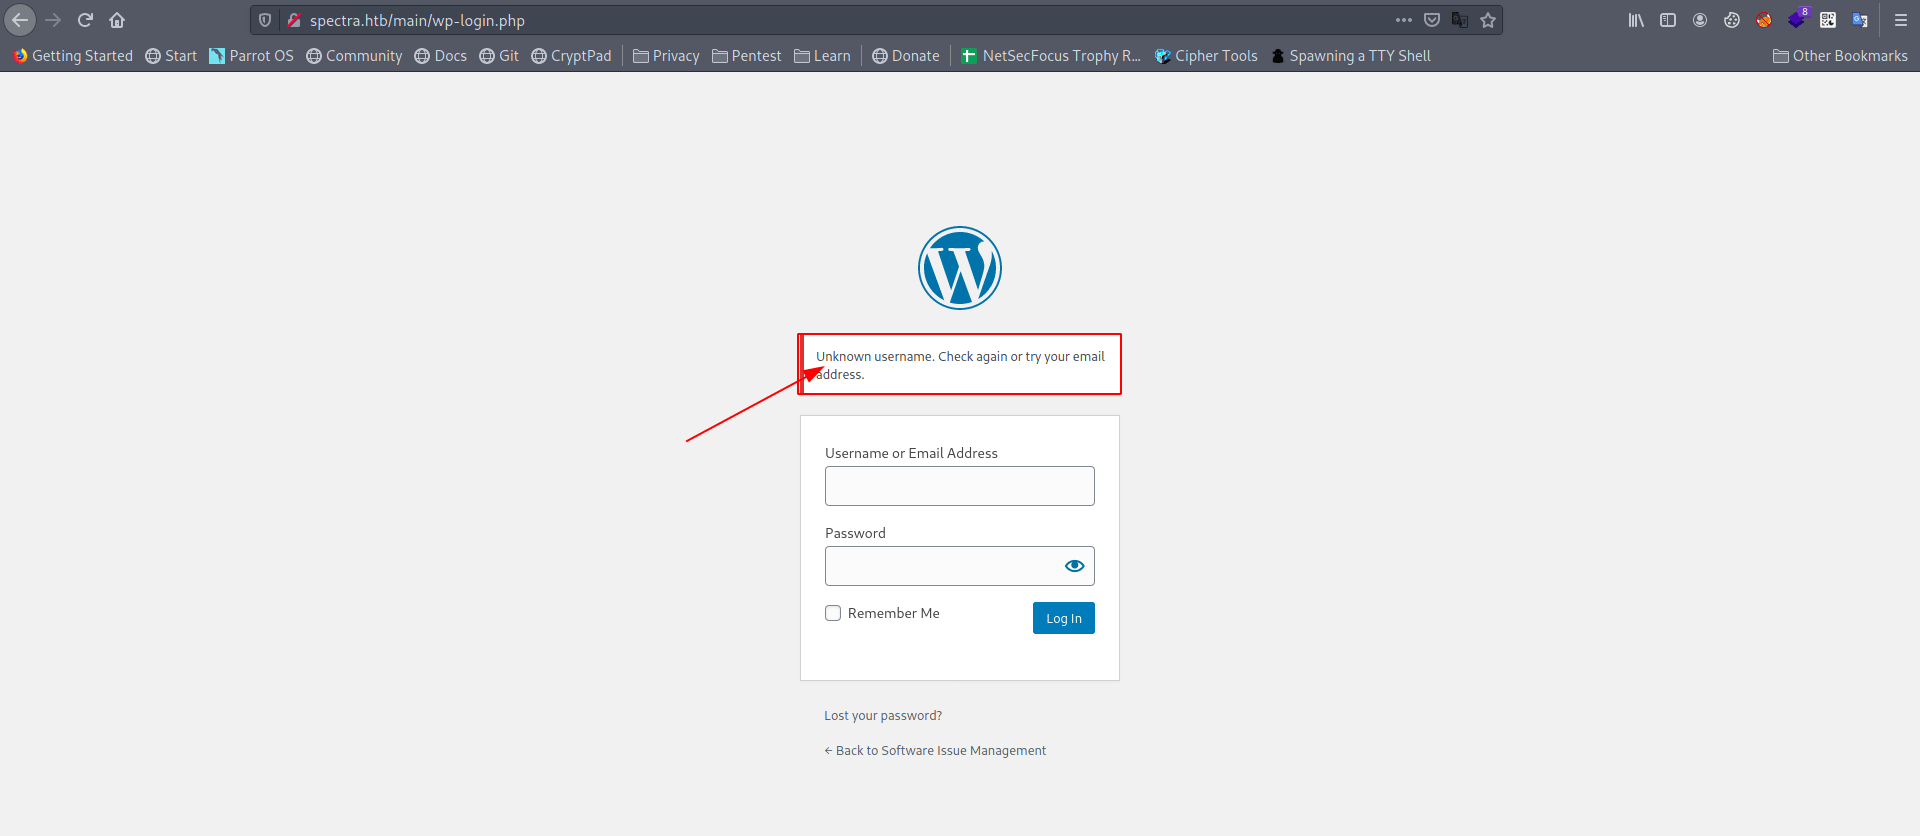 spectra.htb/main/wp-login.php
8
Getting Started Start Parrot OS Community Docs Git CryptPad Privacy Pentest Learn Donate NetSecFocus Trophy R... Cipher Tools Spawning a TTY Shell Other Bookmarks
W
Unknown username. Check again or try your email
address.
Username or Email Address
Password
Remember Me Log In
Lost your password?
← Back to Software Issue Management